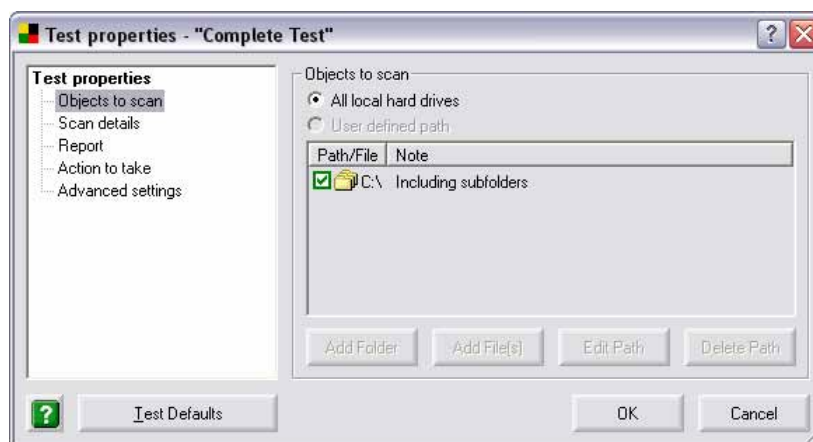 Test properties - "Complete Test"
?
Test properties
Objects to scan
Scan details
Report
Action to take
Advanced settings
Objects to scan
All local hard drives
User defined path
Path/File Note
C:\ Including subfolders
Add Folder Add File(s) Edit Path Delete Path
? Test Defaults OK Cancel